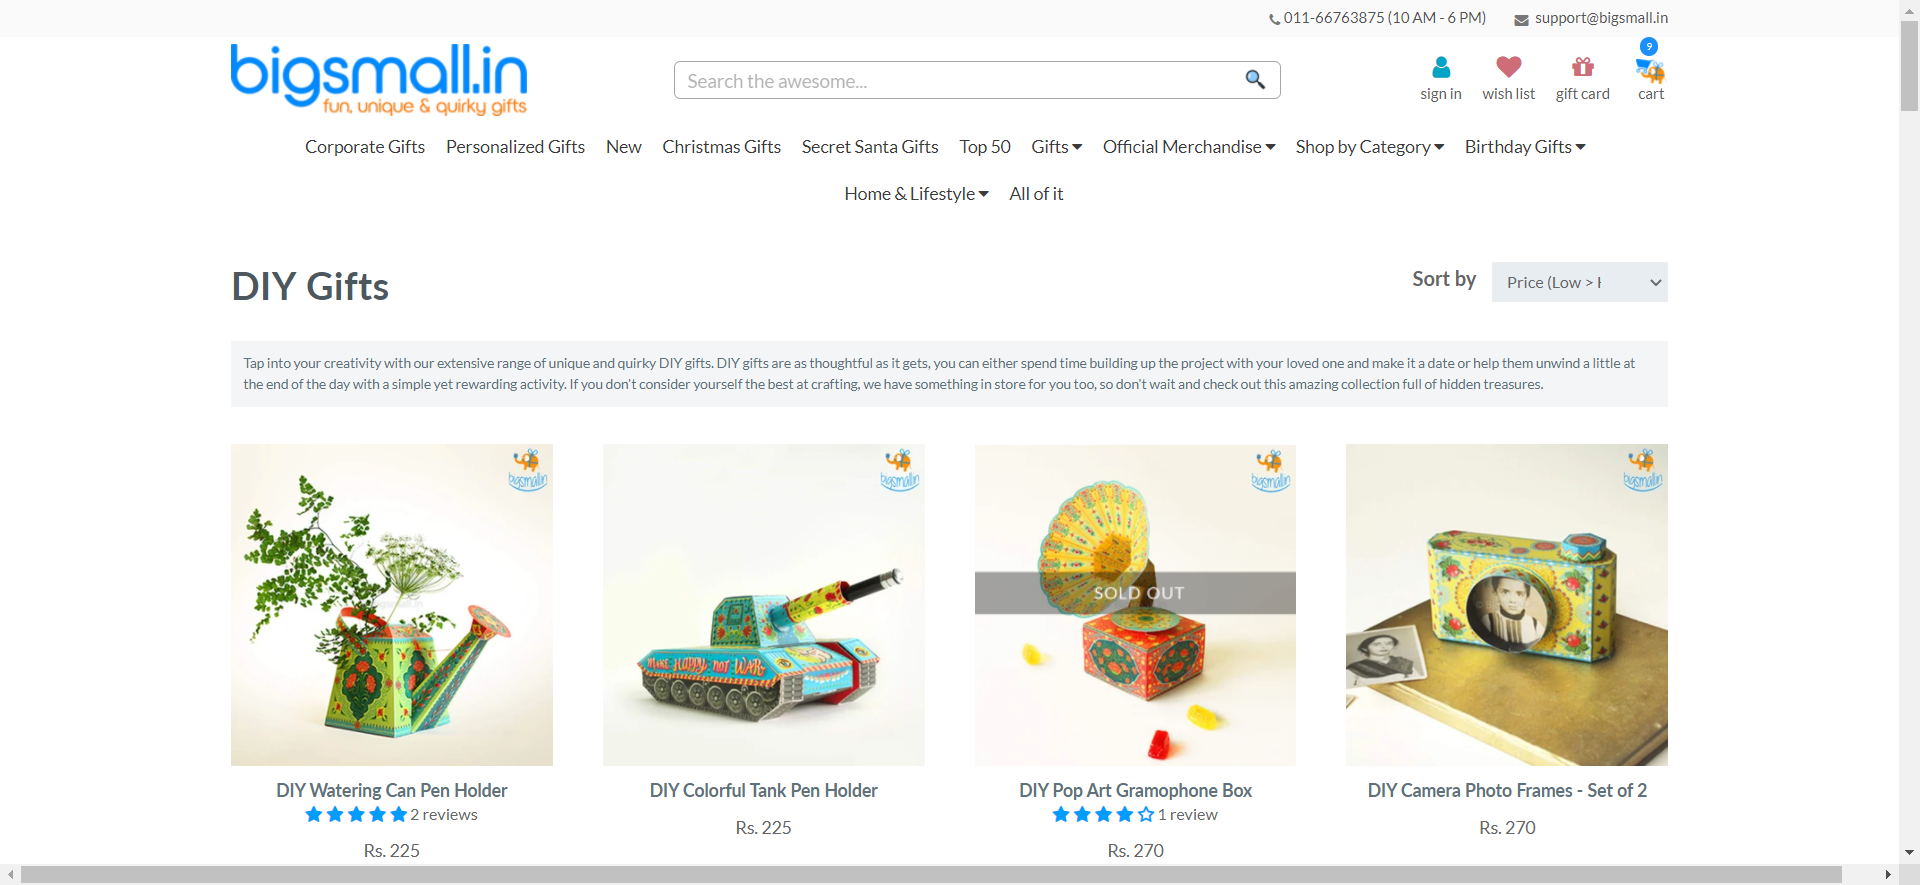 011-66763875 (10 AM - 6 PM) support@bigsmall.in
bigsmall.in
fun, unique & quirky gifts
Search the awesome...
9
sign in wish list gift card cart
Corporate Gifts Personalized Gifts New Christmas Gifts Secret Santa Gifts Top 50 Gifts Official Merchandise Shop by Category Birthday Gifts
Home & Lifestyle All of it
DIY Gifts
Sort by Price (Low >
Tap into your creativity with our extensive range of unique and quirky DIY gifts. DIY gifts are as thoughtful as it gets, you can either spend time building up the project with your loved one and make it a date or help them unwind a little at
the end of the day with a simple yet rewarding activity. If you don't consider yourself the best at crafting, we have something in store for you too, so don't wait and check out this amazing collection full of hidden treasures.
bigsmall.in bigsmall.in bigsmall.in bigsmall.in
SOLD OUT
MAKE HAPPY NOT WAR
DIY Watering Can Pen Holder
2 reviews
Rs. 225
DIY Colorful Tank Pen Holder
Rs. 225
DIY Pop Art Gramophone Box
1 review
Rs. 270
DIY Camera Photo Frames - Set of 2
Rs. 270